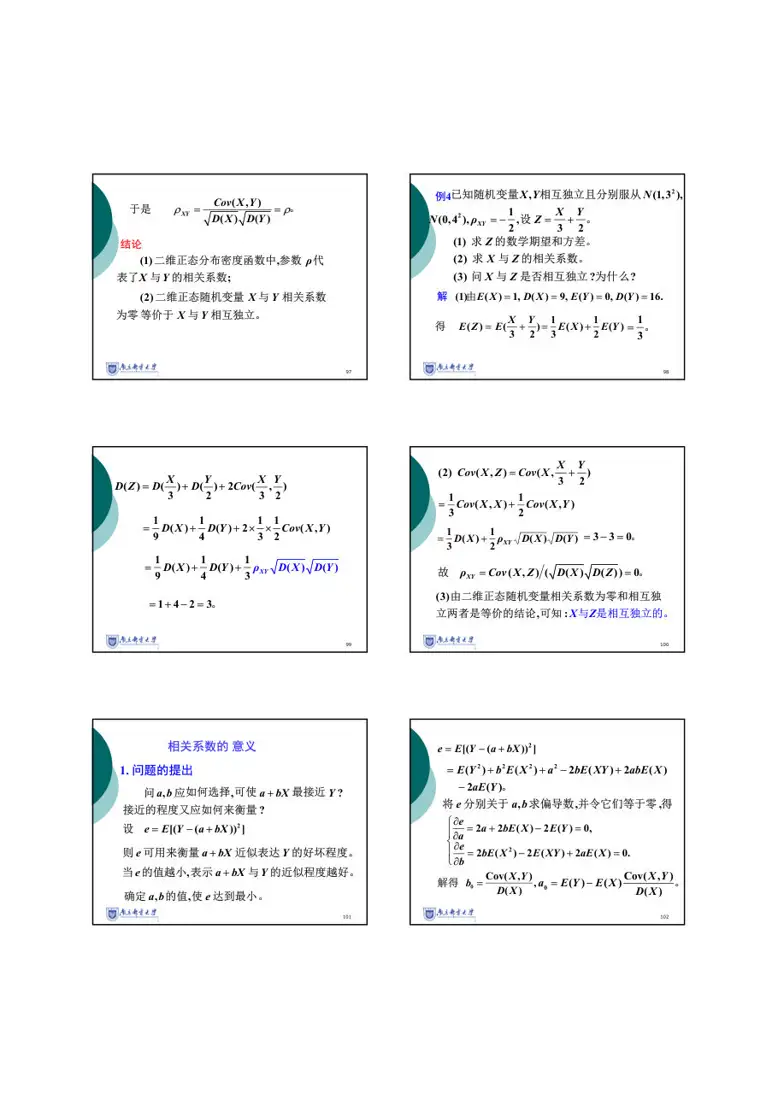 于是 ρ_XY = Cov(X,Y) / (√D(X) √D(Y)) = ρ。
结论
(1) 二维正态分布密度函数中,参数 ρ 代
表了X 与 Y 的相关系数;
(2) 二维正态随机变量 X 与 Y 相关系数
为零 等价于 X 与 Y 相互独立。
97
例4已知随机变量X,Y相互独立且分别服从 N(1,3²),
N(0,4²), ρ_XY = −1/2, 设 Z = X/3 + Y/2 。
(1) 求 Z 的数学期望和方差。
(2) 求 X 与 Z 的相关系数。
(3) 问 X 与 Z 是否相互独立?为什么?
解 (1)由E(X) = 1, D(X) = 9, E(Y) = 0, D(Y) = 16.
得 E(Z) = E(X/3 + Y/2) = 1/3 E(X) + 1/2 E(Y) = 1/3 。
98
D(Z) = D(X/3) + D(Y/2) + 2Cov(X/3, Y/2)
= 1/9 D(X) + 1/4 D(Y) + 2 × 1/3 × 1/2 Cov(X,Y)
= 1/9 D(X) + 1/4 D(Y) + 1/3 ρ_XY √D(X) √D(Y)
= 1 + 4 − 2 = 3。
99
(2) Cov(X,Z) = Cov(X, X/3 + Y/2)
= 1/3 Cov(X,X) + 1/2 Cov(X,Y)
= 1/3 D(X) + 1/2 ρ_XY √D(X) √D(Y) = 3 − 3 = 0。
故 ρ_XY = Cov(X,Z)/(√D(X) √D(Z)) = 0。
(3)由二维正态随机变量相关系数为零和相互独
立两者是等价的结论,可知:X与Z是相互独立的。
100
相关系数的 意义
1. 问题的提出
问 a,b 应如何选择,可使 a + bX 最接近 Y ?
接近的程度又应如何来衡量?
设 e = E[(Y − (a + bX))²]
则 e 可用来衡量 a + bX 近似表达 Y 的好坏程度。
当 e 的值越小,表示 a + bX 与 Y 的近似程度越好。
确定 a,b的值,使 e 达到最小。
101
e = E[(Y − (a + bX))²]
= E(Y²) + b²E(X²) + a² − 2bE(XY) + 2abE(X)
− 2aE(Y)。
将 e 分别关于 a,b求偏导数,并令它们等于零,得
∂e/∂a = 2a + 2bE(X) − 2E(Y) = 0,
∂e/∂b = 2bE(X²) − 2E(XY) + 2aE(X) = 0.
解得 b₀ = Cov(X,Y)/D(X), a₀ = E(Y) − E(X) Cov(X,Y)/D(X) 。
102